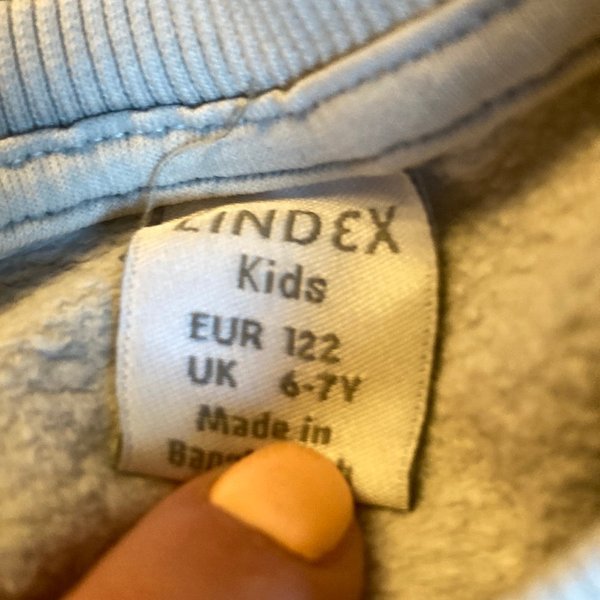 LINDEX
Kids
EUR 122
UK 6-7Y
Made in